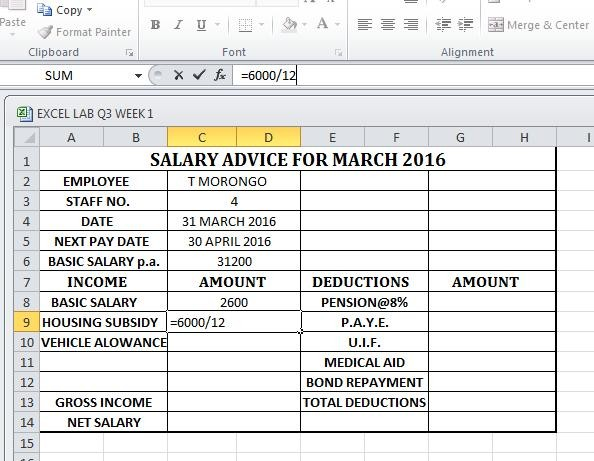 Copy
Paste
Format Painter
B I U A
Merge & Center
Clipboard Font Alignment
SUM fx =6000/12
EXCEL LAB Q3 WEEK 1
A B C D E F G H I
1 SALARY ADVICE FOR MARCH 2016
2 EMPLOYEE T MORONGO
3 STAFF NO. 4
4 DATE 31 MARCH 2016
5 NEXT PAY DATE 30 APRIL 2016
6 BASIC SALARY p.a. 31200
7 INCOME AMOUNT DEDUCTIONS AMOUNT
8 BASIC SALARY 2600 PENSION@8%
9 HOUSING SUBSIDY =6000/12 P.A.Y.E.
10 VEHICLE ALOWANCE U.I.F.
11 MEDICAL AID
12 BOND REPAYMENT
13 GROSS INCOME TOTAL DEDUCTIONS
14 NET SALARY
15